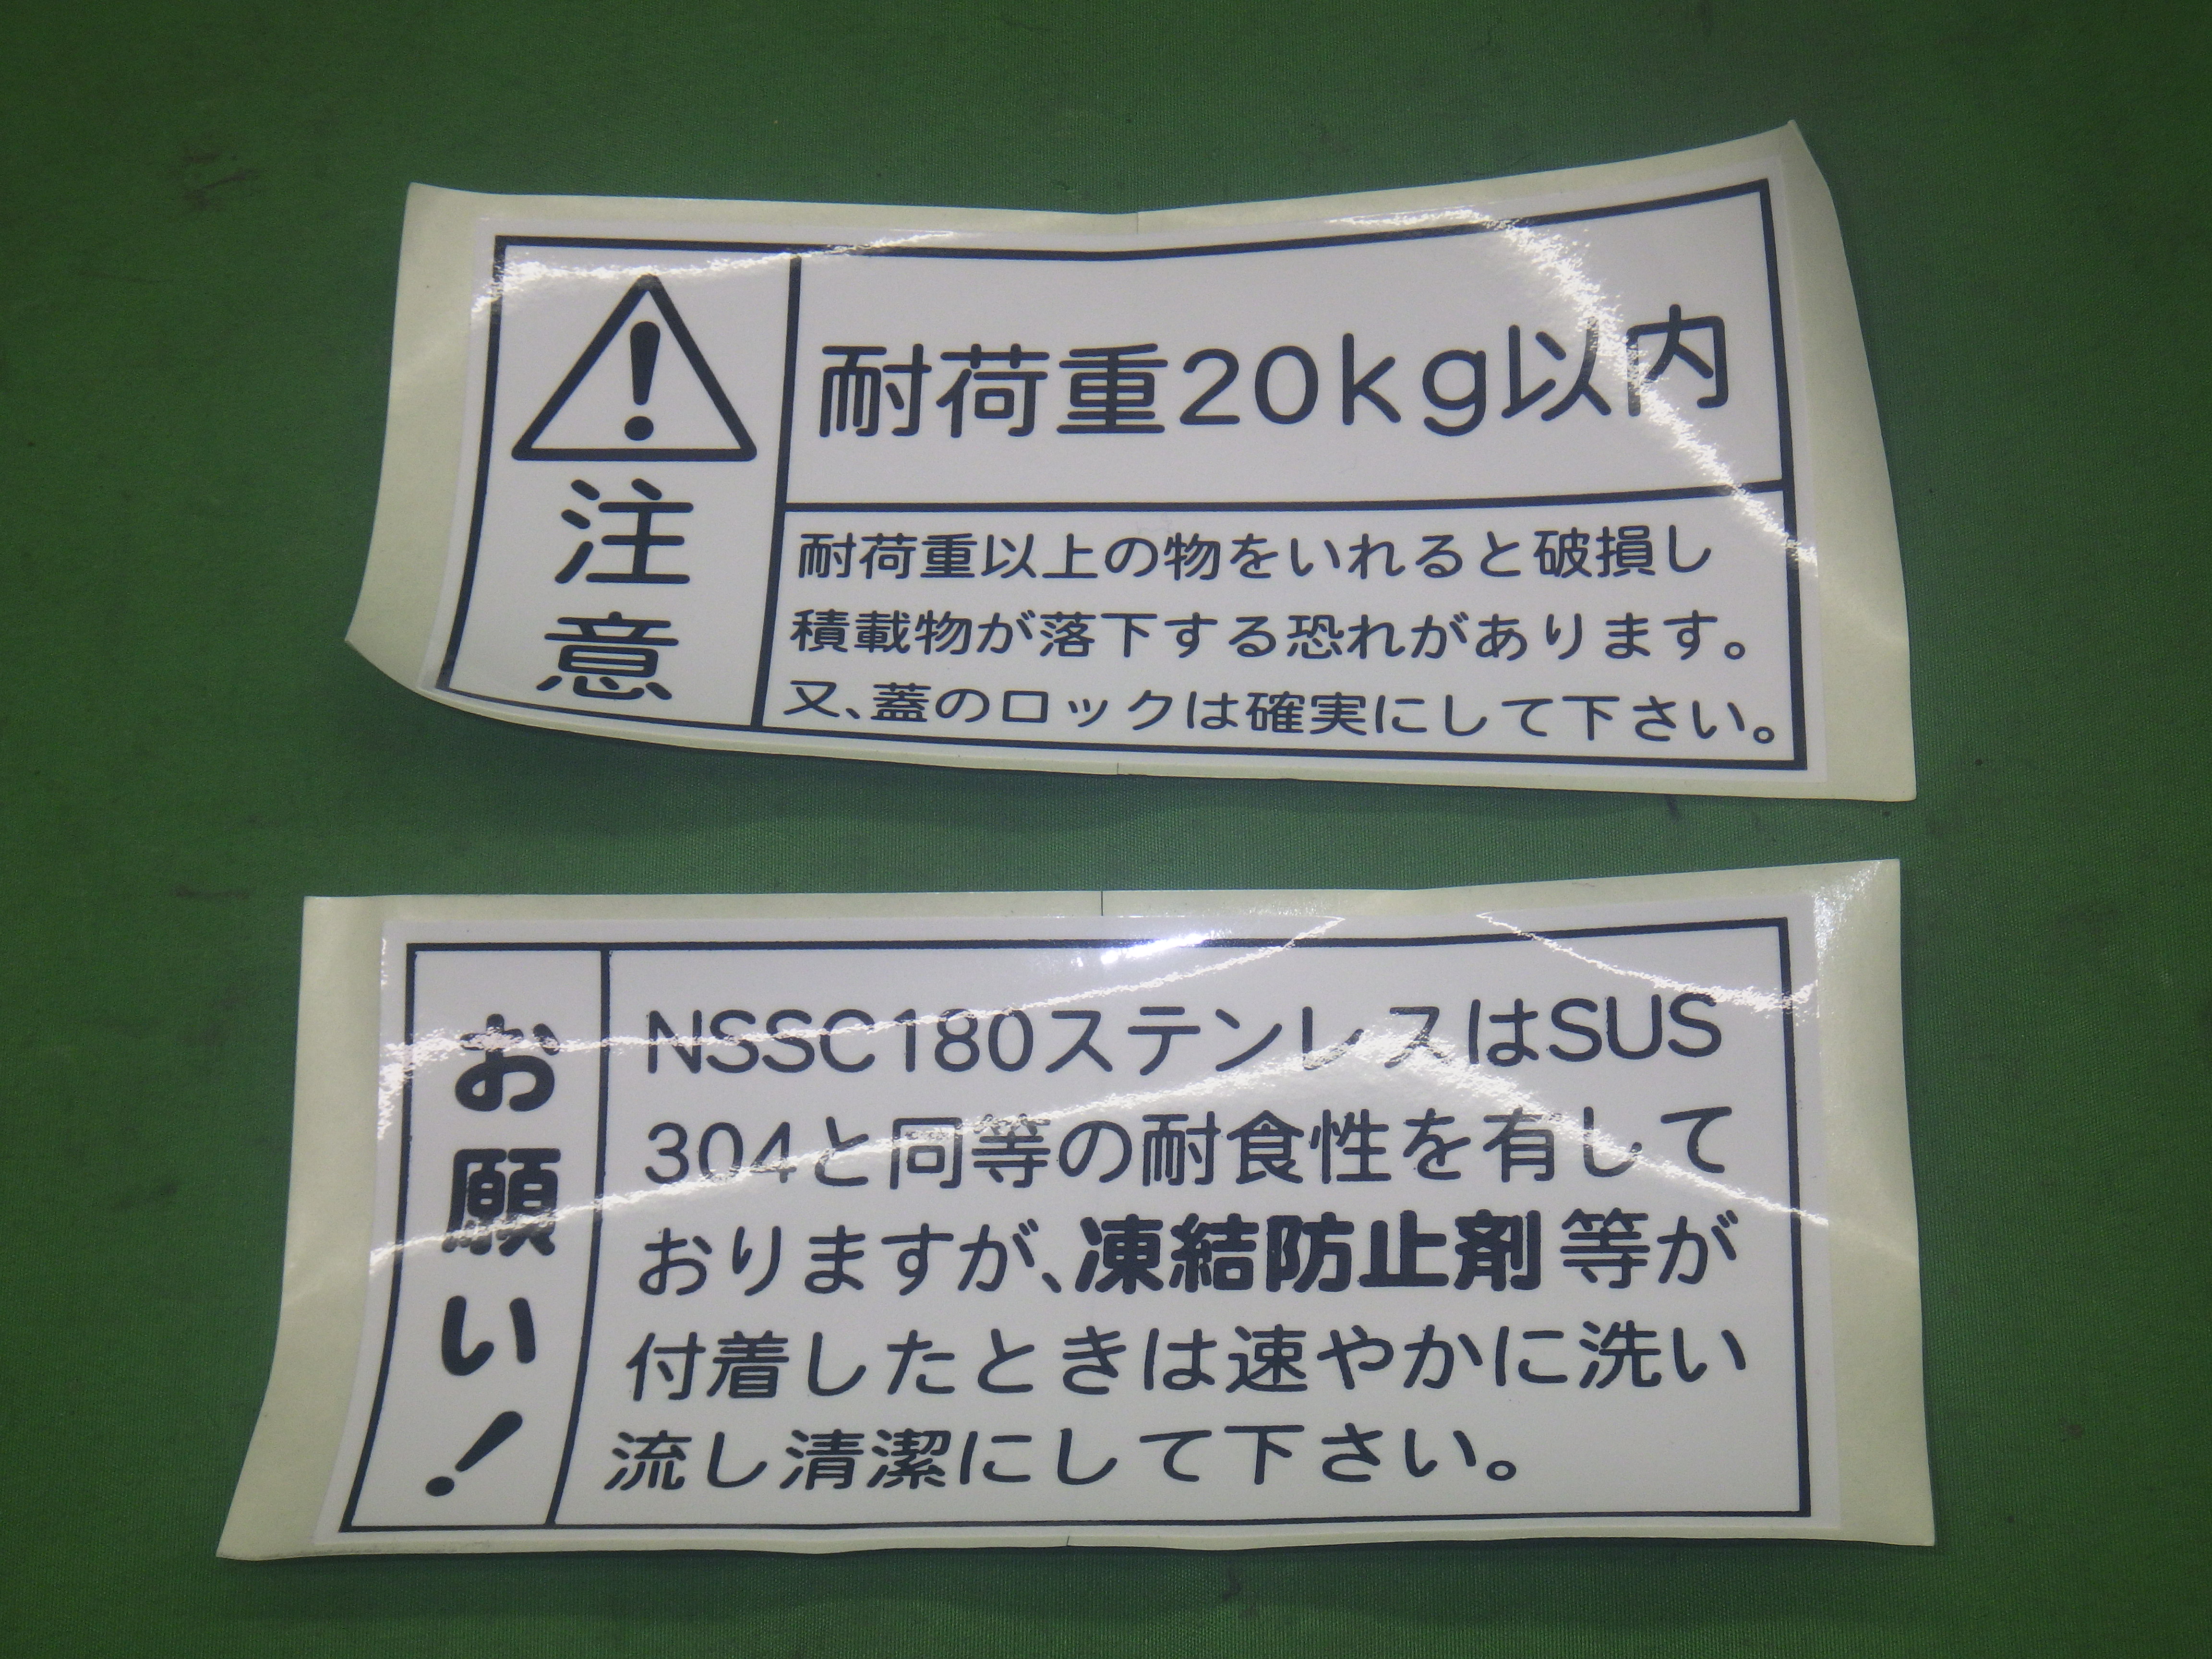 注意
耐荷重20kg以内
耐荷重以上の物をいれると破損し
積載物が落下する恐れがあります。
又、蓋のロックは確実にして下さい。
お願い!
NSSC180ステンレスはSUS
304と同等の耐食性を有して
おりますが、凍結防止剤等が
付着したときは速やかに洗い
流し清潔にして下さい。